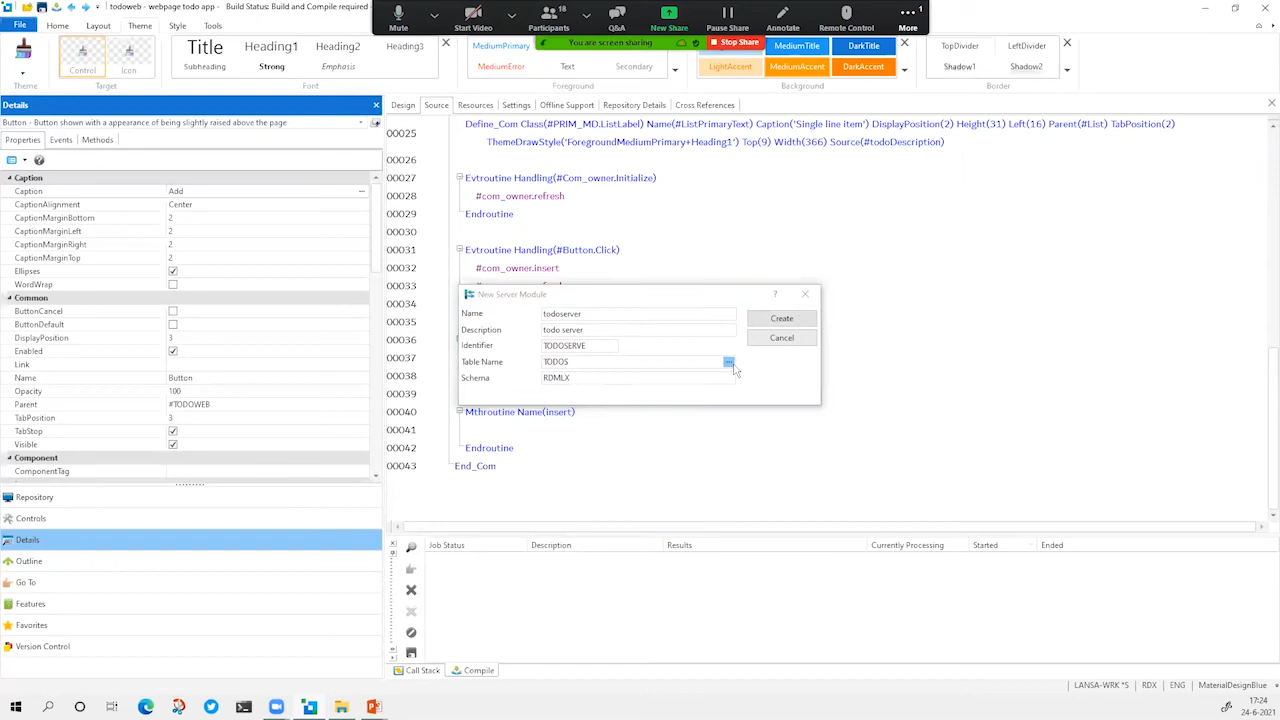 todoweb - webpage todo app   Build Status: Build and Compile required
File Home Layout Theme Style Tools
Mute Start Video Participants 18 Q&A New Share Pause Share Annotate Remote Control More
You are screen sharing Stop Share
Theme
Control Icon
Target
Title Heading1 Heading2 Heading3
Subheading Strong Emphasis
Font
MediumPrimary
MediumError Text Secondary
Foreground
MediumTitle DarkTitle
LightAccent MediumAccent DarkAccent
Background
TopDivider LeftDivider
Shadow1 Shadow2
Border
Details
Button - Button shown with a appearance of being slightly raised above the page
Properties Events Methods
Caption
Caption Add
CaptionAlignment Center
CaptionMarginBottom 2
CaptionMarginLeft 2
CaptionMarginRight 2
CaptionMarginTop 2
Ellipses
WordWrap
Common
ButtonCancel
ButtonDefault
DisplayPosition 3
Enabled
Link
Name Button
Opacity 100
Parent #TODOWEB
TabPosition 3
TabStop
Visible
Component
ComponentTag
Repository
Controls
Details
Outline
Go To
Features
Favorites
Version Control
Design Source Resources Settings Offline Support Repository Details Cross References
00025 Define_Com Class(#PRIM_MD.ListLabel) Name(#ListPrimaryText) Caption('Single line item') DisplayPosition(2) Height(31) Left(16) Parent(#List) TabPosition(2)
ThemeDrawStyle('ForegroundMediumPrimary+Heading1') Top(9) Width(366) Source(#todoDescription)
00026
00027 Evtroutine Handling(#Com_owner.Initialize)
00028 #com_owner.refresh
00029 Endroutine
00030
00031 Evtroutine Handling(#Button.Click)
00032 #com_owner.insert
00033
00034
00035
00036
00037
00038
00039
00040 Mthroutine Name(insert)
00041
00042 Endroutine
00043 End_Com
New Server Module ?
Name todoserver Create
Description todo server Cancel
Identifier TODOSERVE
Table Name TODOS
Schema RDMLX
Job Status Description Results Currently Processing Started Ended
Call Stack Compile
LANSA-WRK *S RDX ENG MaterialDesignBlue
17:24
24-6-2021